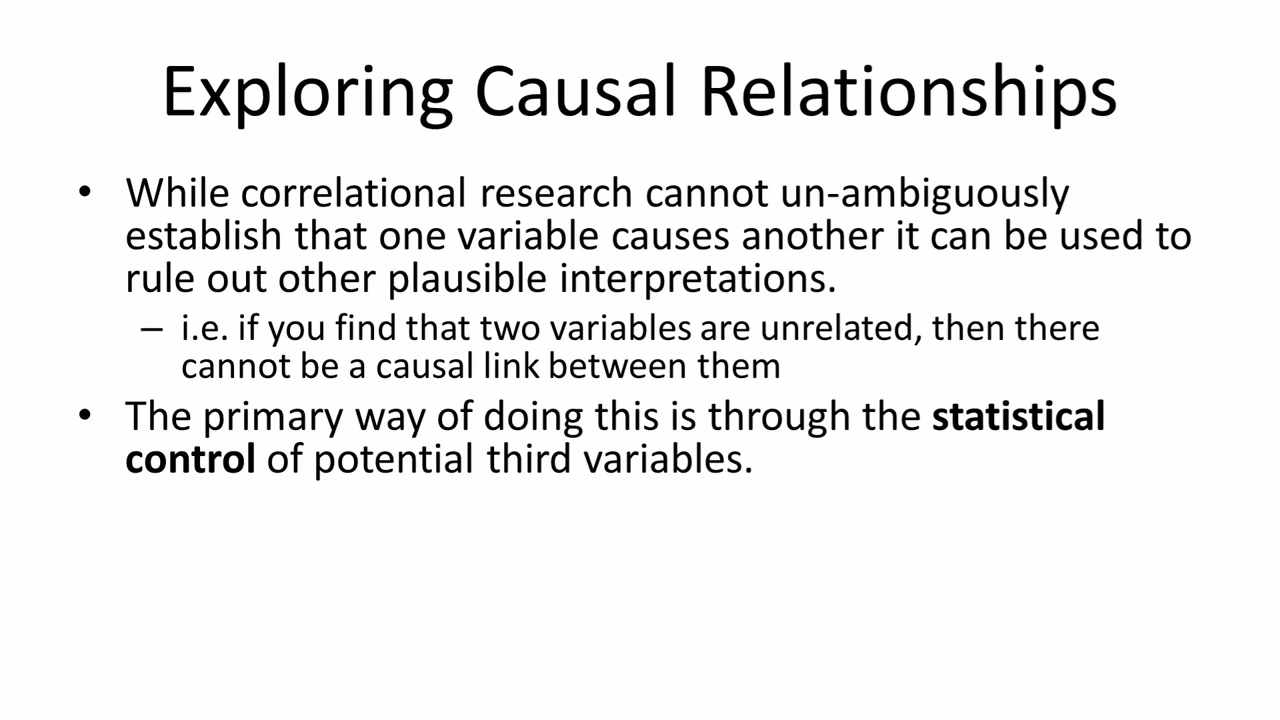 Exploring Causal Relationships
• While correlational research cannot un-ambiguously
establish that one variable causes another it can be used to
rule out other plausible interpretations.
– i.e. if you find that two variables are unrelated, then there
cannot be a causal link between them
• The primary way of doing this is through the statistical
control of potential third variables.